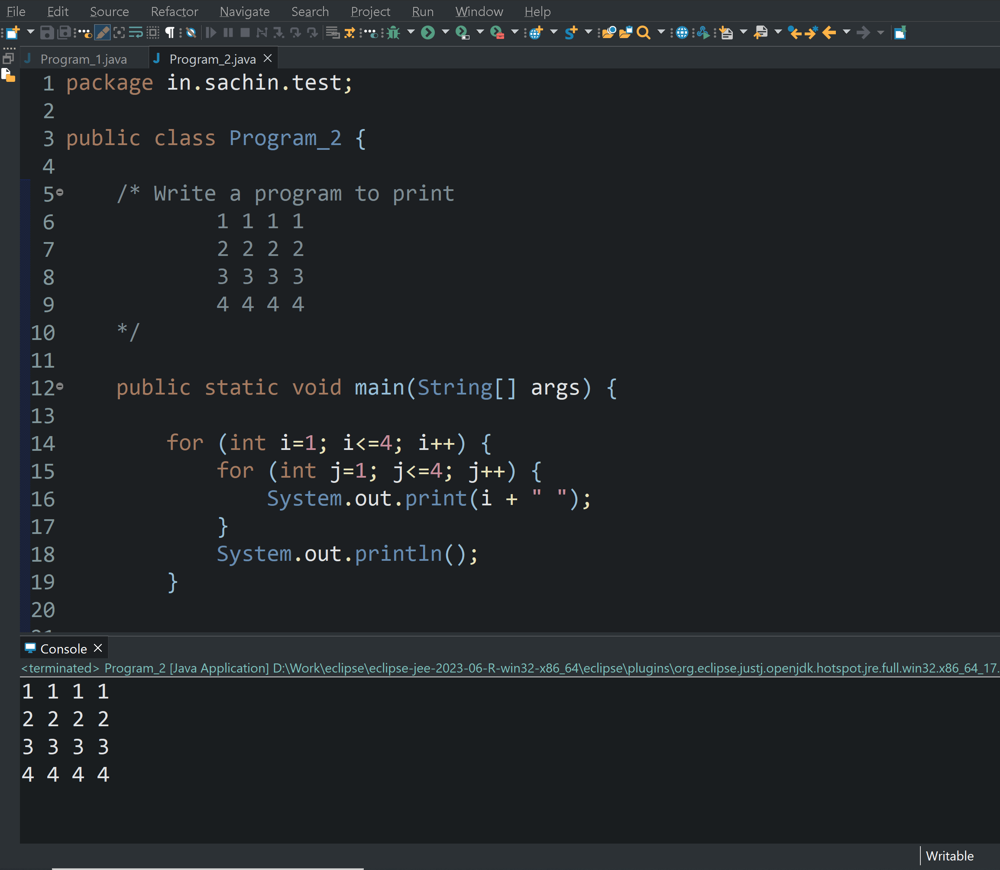 File Edit Source Refactor Navigate Search Project Run Window Help
Program_1.java Program_2.java
1 package in.sachin.test;
2
3 public class Program_2 {
4
5 /* Write a program to print
6 1 1 1 1
7 2 2 2 2
8 3 3 3 3
9 4 4 4 4
10 */
11
12 public static void main(String[] args) {
13
14 for (int i=1; i<=4; i++) {
15 for (int j=1; j<=4; j++) {
16 System.out.print(i + " ");
17 }
18 System.out.println();
19 }
20
Console
<terminated> Program_2 [Java Application] D:\Work\eclipse\eclipse-jee-2023-06-R-win32-x86_64\eclipse\plugins\org.eclipse.justj.openjdk.hotspot.jre.full.win32.x86_64_17.
1 1 1 1
2 2 2 2
3 3 3 3
4 4 4 4
Writable